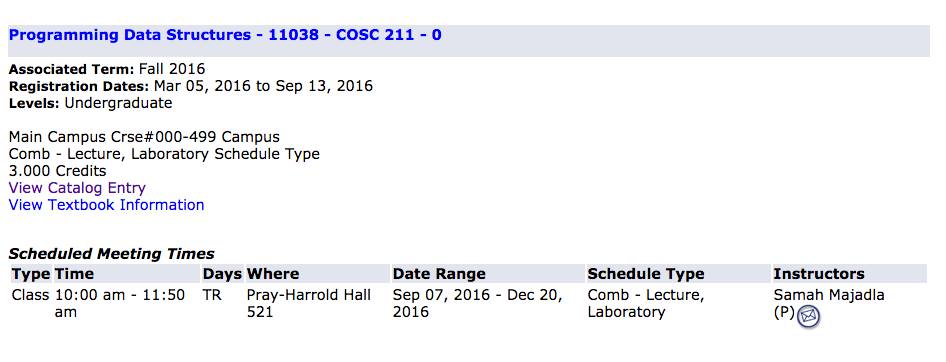 Programming Data Structures - 11038 - COSC 211 - 0
Associated Term: Fall 2016
Registration Dates: Mar 05, 2016 to Sep 13, 2016
Levels: Undergraduate
Main Campus Crse#000-499 Campus
Comb - Lecture, Laboratory Schedule Type
3.000 Credits
View Catalog Entry
View Textbook Information
Scheduled Meeting Times
Type Time Days Where Date Range Schedule Type Instructors
Class 10:00 am - 11:50 TR Pray-Harrold Hall Sep 07, 2016 - Dec 20, Comb - Lecture, Samah Majadla
am 521 2016 Laboratory (P)